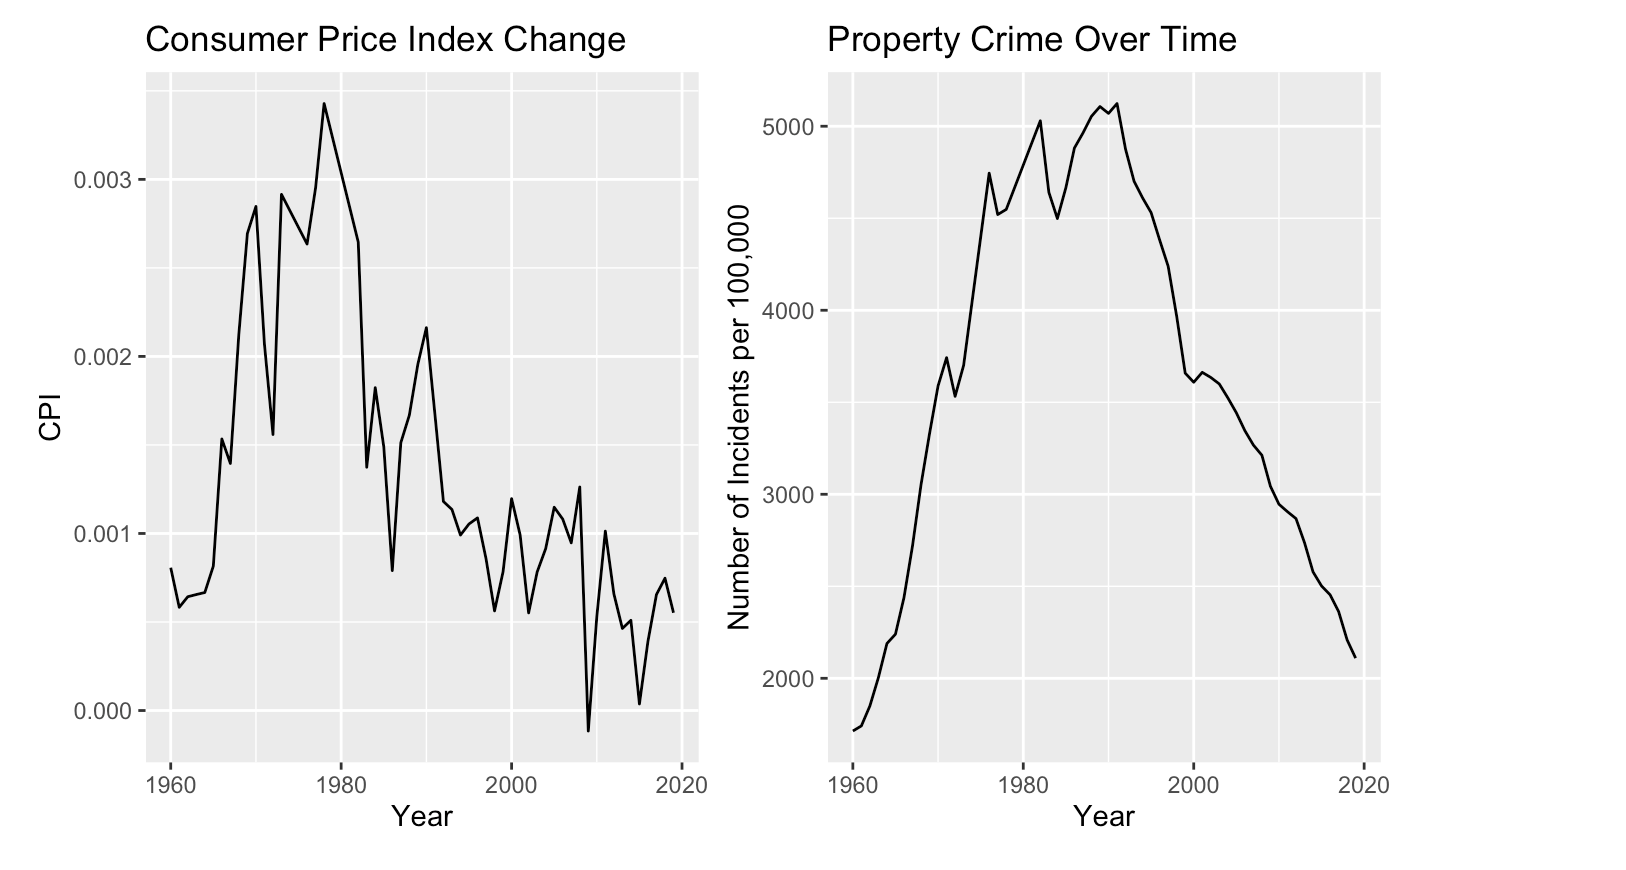 Consumer Price Index Change
CPI
0.003
0.002
0.001
0.000
1960
1980
2000
2020
Year
Property Crime Over Time
Number of Incidents per 100,000
5000
4000
3000
2000
1960
1980
2000
2020
Year